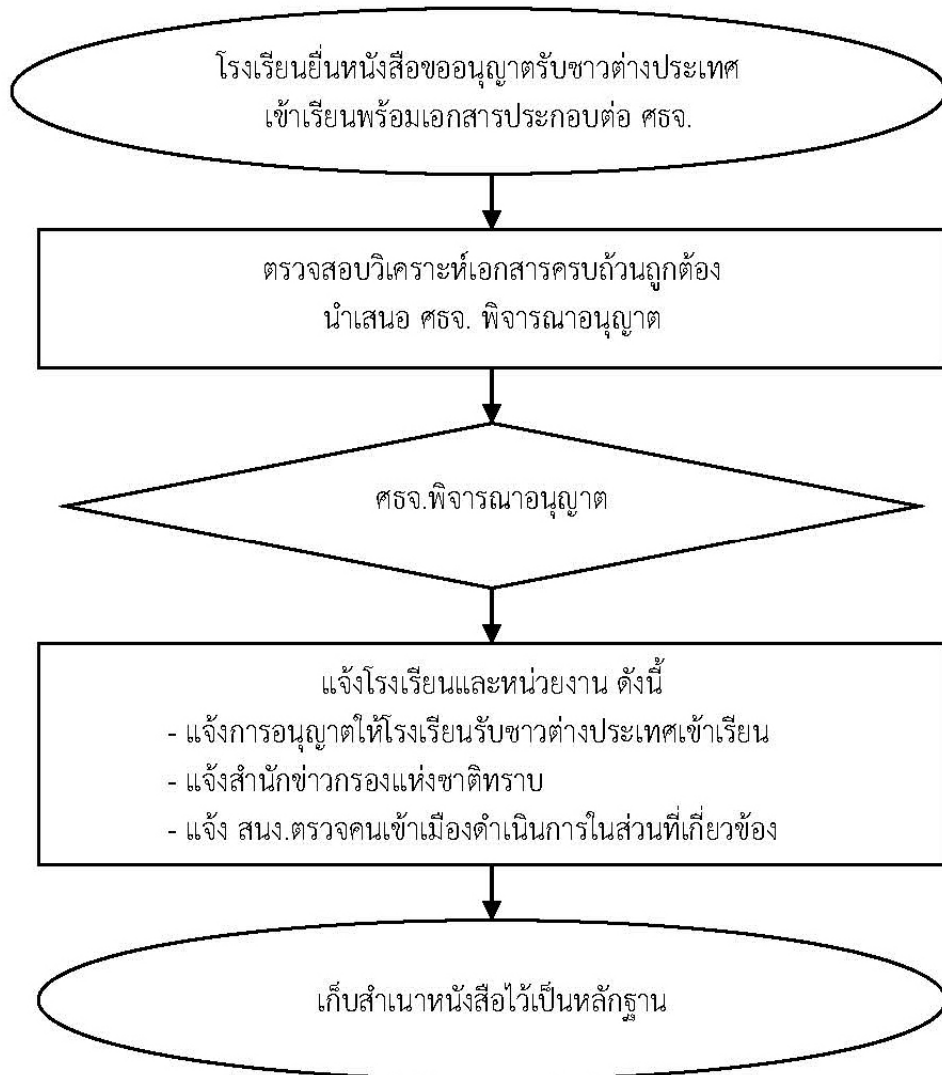 โรงเรียนยื่นหนังสือขออนุญาตรับชาวต่างประเทศ
เข้าเรียนพร้อมเอกสารประกอบต่อ ศธจ.
ตรวจสอบวิเคราะห์เอกสารครบถ้วนถูกต้อง
นำเสนอ ศธจ. พิจารณาอนุญาต
ศธจ.พิจารณาอนุญาต
แจ้งโรงเรียนและหน่วยงาน ดังนี้
- แจ้งการอนุญาตให้โรงเรียนรับชาวต่างประเทศเข้าเรียน
- แจ้งสำนักข่าวกรองแห่งชาติทราบ
- แจ้ง สนง.ตรวจคนเข้าเมืองดำเนินการในส่วนที่เกี่ยวข้อง
เก็บสำเนาหนังสือไว้เป็นหลักฐาน